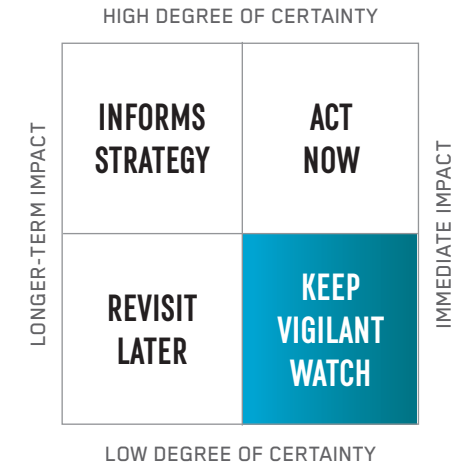 HIGH DEGREE OF CERTAINTY
LONGER-TERM IMPACT
INFORMS
STRATEGY
ACT
NOW
IMMEDIATE IMPACT
REVISIT
LATER
KEEP
VIGILANT
WATCH
LOW DEGREE OF CERTAINTY